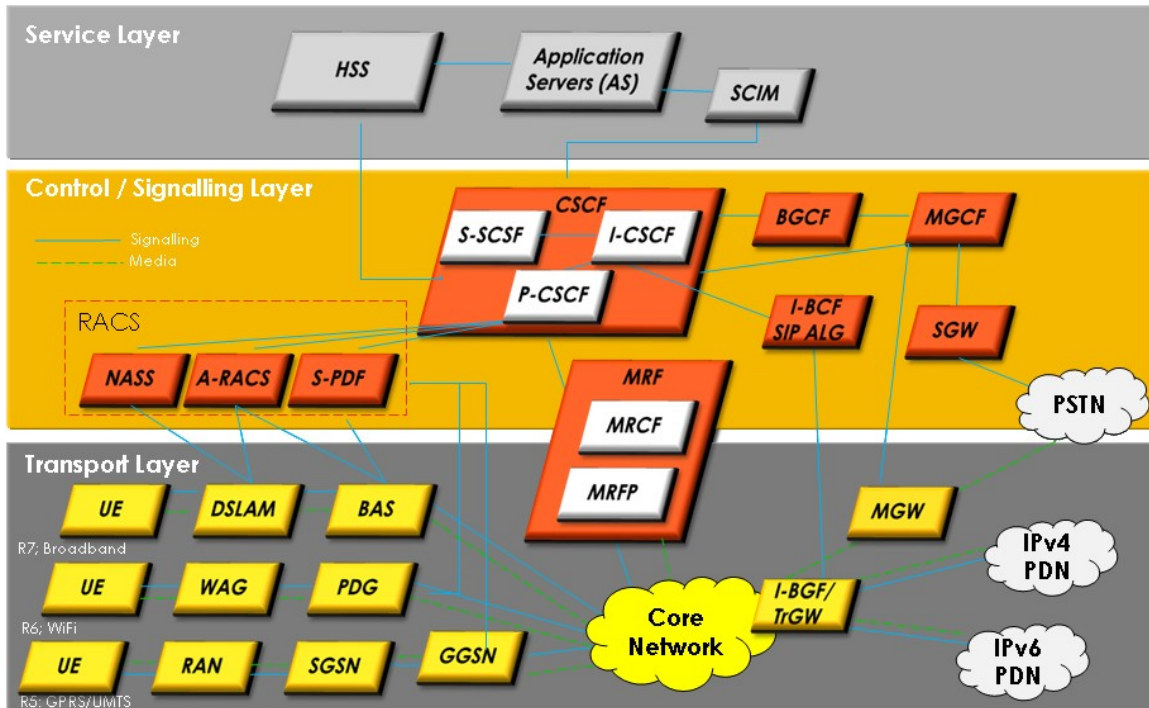 Service Layer
HSS
Application
Servers (AS)
SCIM
Control / Signalling Layer
Signalling
Media
CSCF
S-SCSF
I-CSCF
P-CSCF
BGCF
MGCF
I-BCF
SIP ALG
SGW
RACS
NASS
A-RACS
S-PDF
MRF
MRCF
MRFP
PSTN
Transport Layer
UE
DSLAM
BAS
R7; Broadband
UE
WAG
PDG
R6; WiFi
UE
RAN
SGSN
GGSN
R5: GPRS/UMTS
Core
Network
MGW
I-BGF/
TrGW
IPv4
PDN
IPv6
PDN